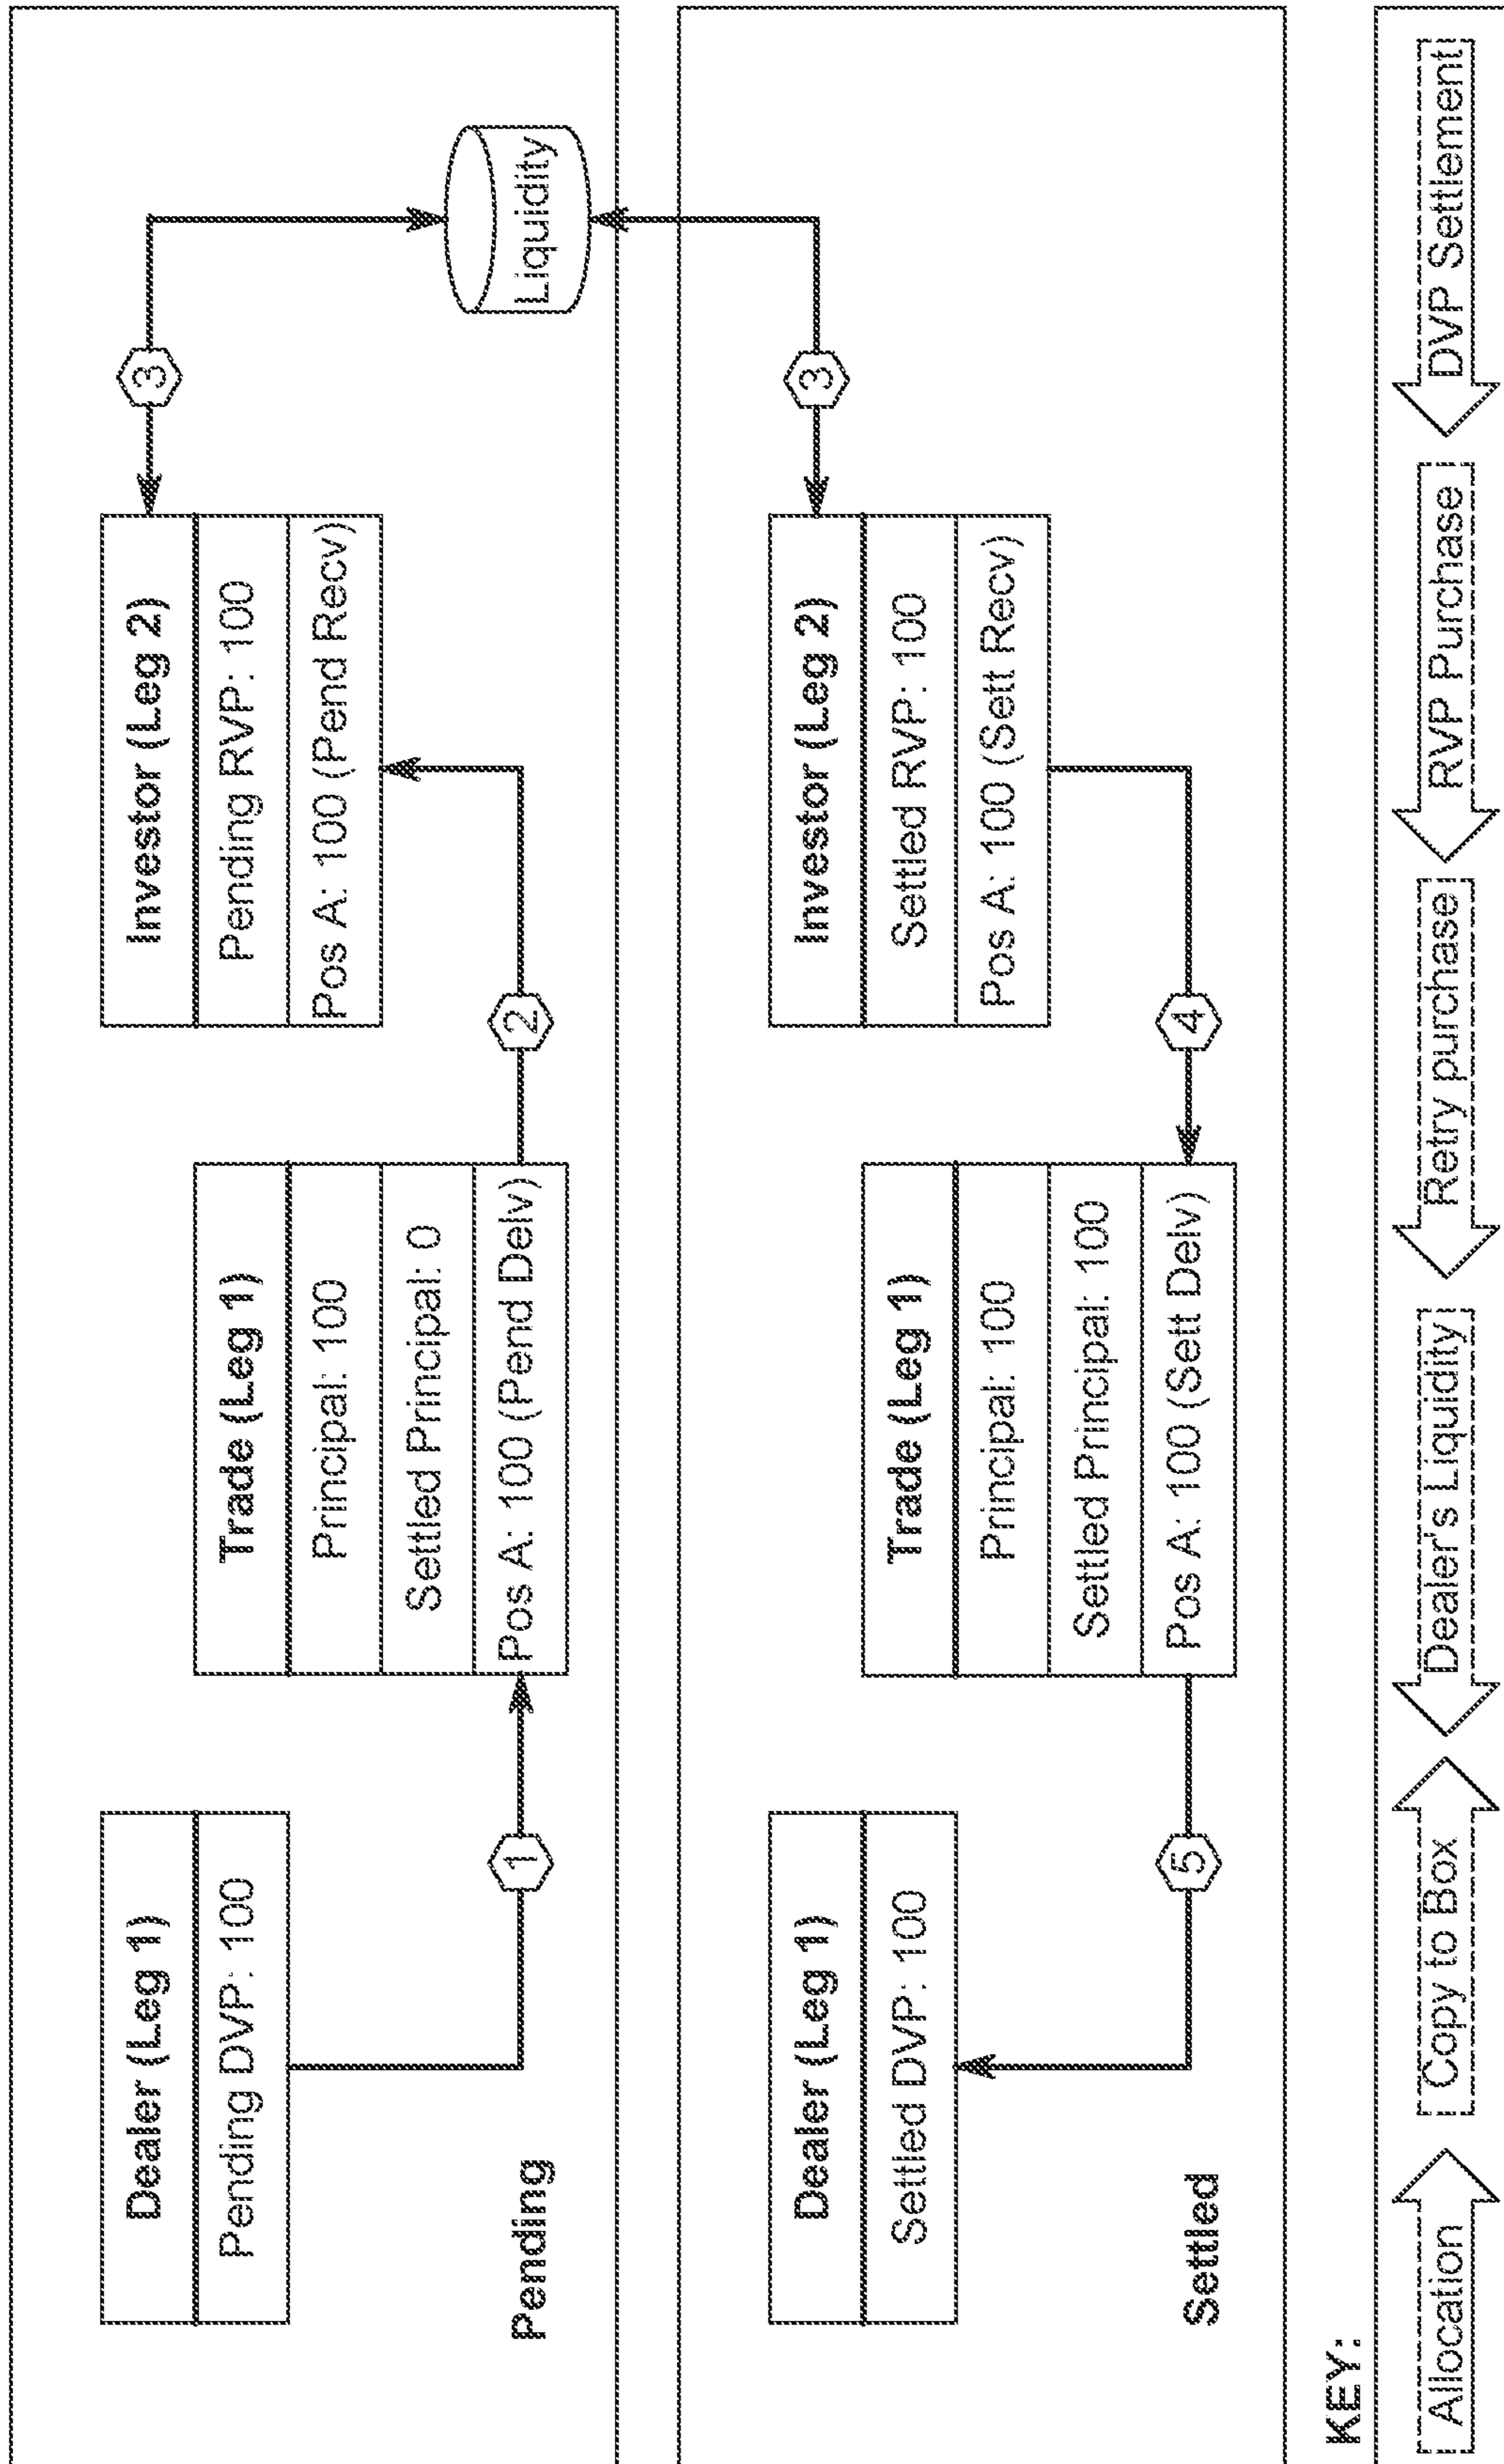 Dealer (Leg 1)
Pending DVP: 100
1
Trade (Leg 1)
Principal: 100
Settled Principal: 0
Pos A: 100 (Pend Delv)
2
Investor (Leg 2)
Pending RVP: 100
Pos A: 100 (Pend Recv)
3
Liquidity
Pending
Dealer (Leg 1)
Settled DVP: 100
5
Trade (Leg 1)
Principal: 100
Settled Principal: 100
Pos A: 100 (Sett Delv)
4
Investor (Leg 2)
Settled RVP: 100
Pos A: 100 (Sett Recv)
3
Settled
KEY:
Allocation
Copy to Box
Dealer's Liquidity
Retry purchase
RVP Purchase
DVP Settlement